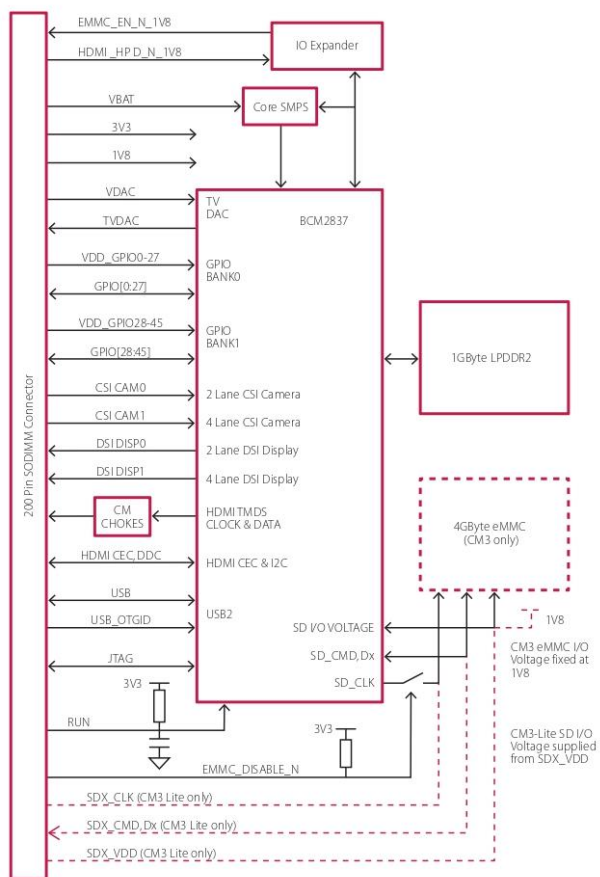 EMMC_EN_N_1V8
IO Expander
HDMI_HP D_N_1V8
VBAT
Core SMPS
3V3
1V8
VDAC
TV
DAC
BCM2837
TVDAC
VDD_GPIO0-27
GPIO
BANK0
GPIO[0:27]
VDD_GPIO28-45
GPIO
BANK1
GPIO[28:45]
1GByte LPDDR2
200 Pin SODIMM Connector
CSI CAM0
2 Lane CSI Camera
CSI CAM1
4 Lane CSI Camera
DSI DISP0
2 Lane DSI Display
DSI DISP1
4 Lane DSI Display
CM
CHOKES
HDMI TMDS
CLOCK & DATA
4GByte eMMC
(CM3 only)
HDMI CEC, DDC
HDMI CEC & I2C
USB
USB2
USB_OTGID
SD I/O VOLTAGE
1V8
SD_CMD,Dx
CM3 eMMC I/O
Voltage fixed at
1V8
JTAG
SD_CLK
3V3
RUN
3V3
CM3-Lite SD I/O
Voltage supplied
from SDX_VDD
EMMC_DISABLE_N
SDX_CLK (CM3 Lite only)
SDX_CMD,Dx (CM3 Lite only)
SDX_VDD (CM3 Lite only)